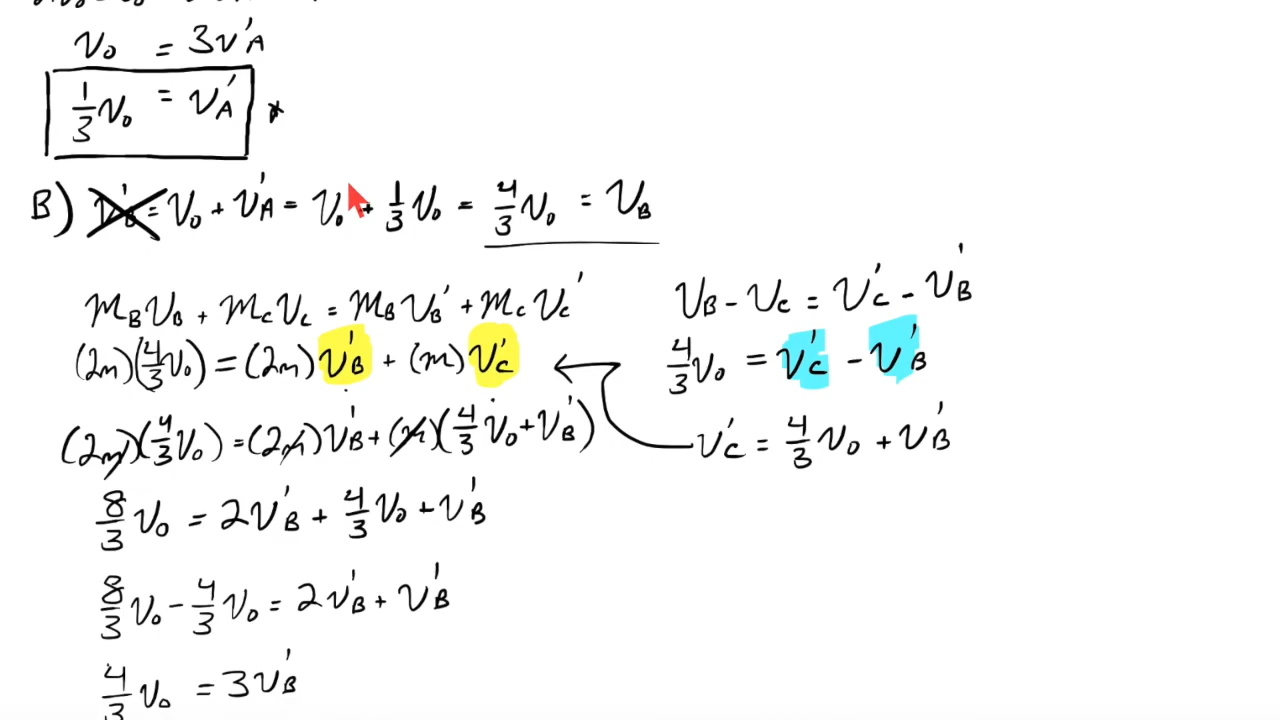 v₀ = 3v'A
1/3 v₀ = v'A *
B) v'B = v₀ + v'A = v₀ + 1/3 v₀ = 4/3 v₀ = vB
mBvB + mCvC = mBvB' + mCvC'
(2m)(4/3 v₀) = (2m)v'B + (m)v'C
(2m)(4/3 v₀) = (2m)v'B + (m)(4/3 v₀ + v'B)
8/3 v₀ = 2v'B + 4/3 v₀ + v'B
8/3 v₀ - 4/3 v₀ = 2v'B + v'B
4/3 v₀ = 3v'B
vB - vC = v'C - v'B
4/3 v₀ = v'C - v'B
v'C = 4/3 v₀ + v'B